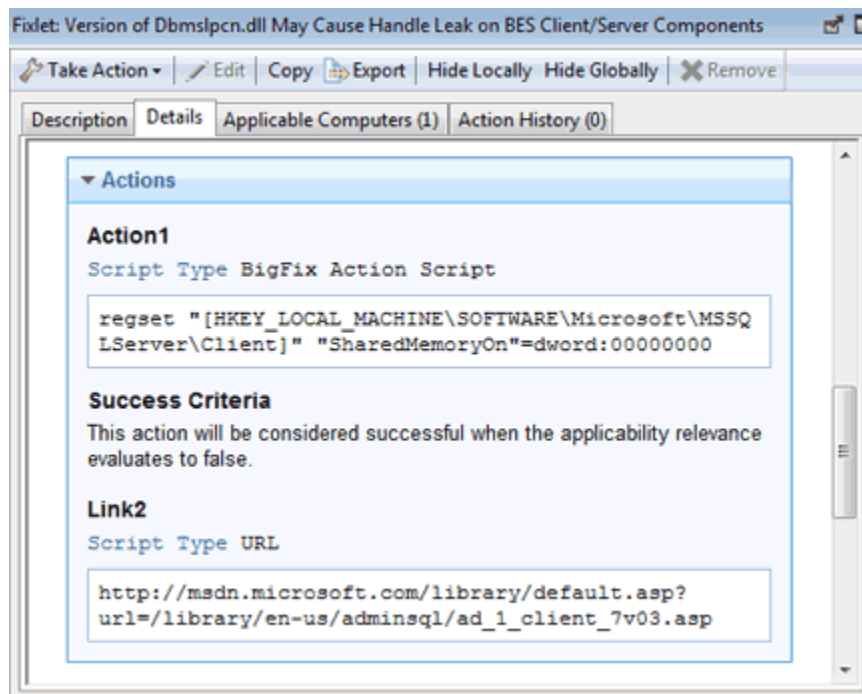 Fixlet: Version of Dbmslpcn.dll May Cause Handle Leak on BES Client/Server Components
Take Action Edit Copy Export Hide Locally Hide Globally Remove
Description Details Applicable Computers (1) Action History (0)
Actions
Action1
Script Type BigFix Action Script
regset "[HKEY_LOCAL_MACHINE\SOFTWARE\Microsoft\MSSQ
LServer\Client]" "SharedMemoryOn"=dword:00000000
Success Criteria
This action will be considered successful when the applicability relevance
evaluates to false.
Link2
Script Type URL
http://msdn.microsoft.com/library/default.asp?
url=/library/en-us/adminsql/ad_1_client_7v03.asp